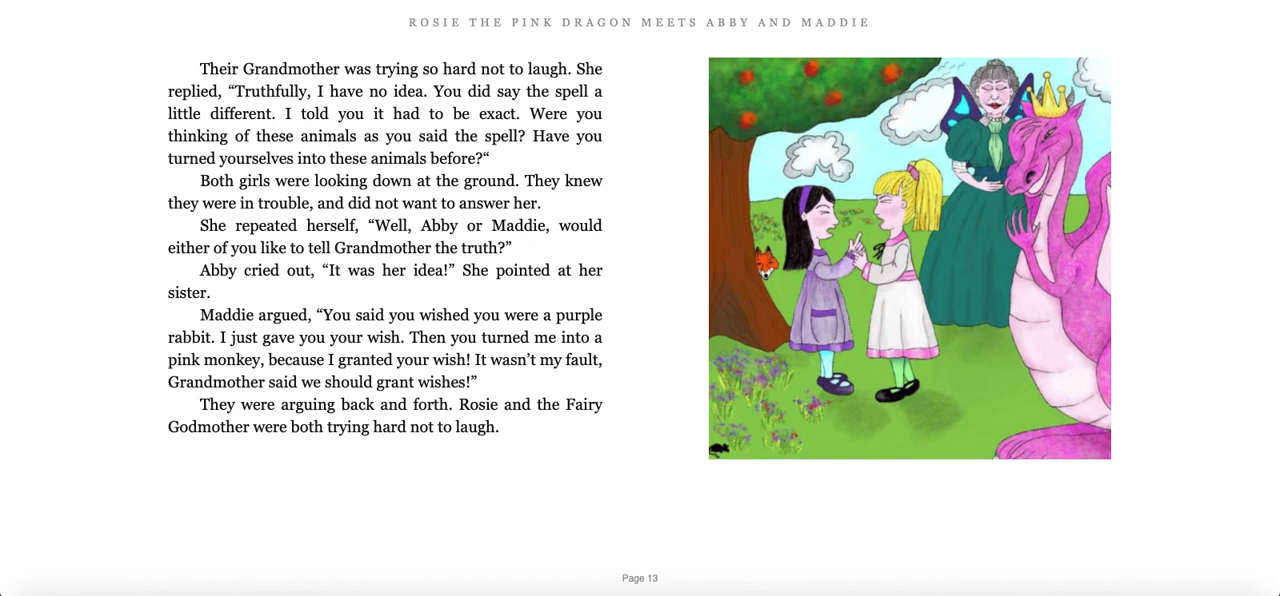 ROSIE THE PINK DRAGON MEETS ABBY AND MADDIE
Their Grandmother was trying so hard not to laugh. She
replied, “Truthfully, I have no idea. You did say the spell a
little different. I told you it had to be exact. Were you
thinking of these animals as you said the spell? Have you
turned yourselves into these animals before?“
Both girls were looking down at the ground. They knew
they were in trouble, and did not want to answer her.
She repeated herself, “Well, Abby or Maddie, would
either of you like to tell Grandmother the truth?”
Abby cried out, “It was her idea!” She pointed at her
sister.
Maddie argued, “You said you wished you were a purple
rabbit. I just gave you your wish. Then you turned me into a
pink monkey, because I granted your wish! It wasn’t my fault,
Grandmother said we should grant wishes!”
They were arguing back and forth. Rosie and the Fairy
Godmother were both trying hard not to laugh.
Page 13